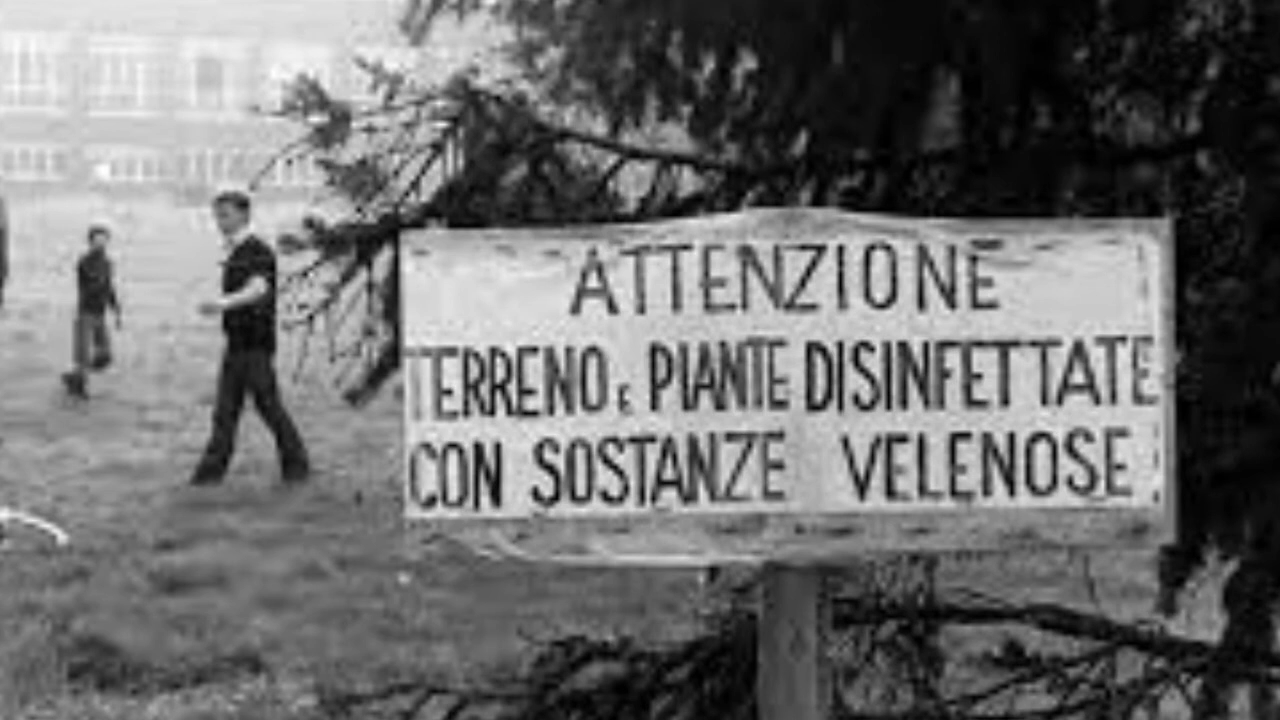 ATTENZIONE
TERRENO E PIANTE DISINFETTATE
CON SOSTANZE VELENOSE